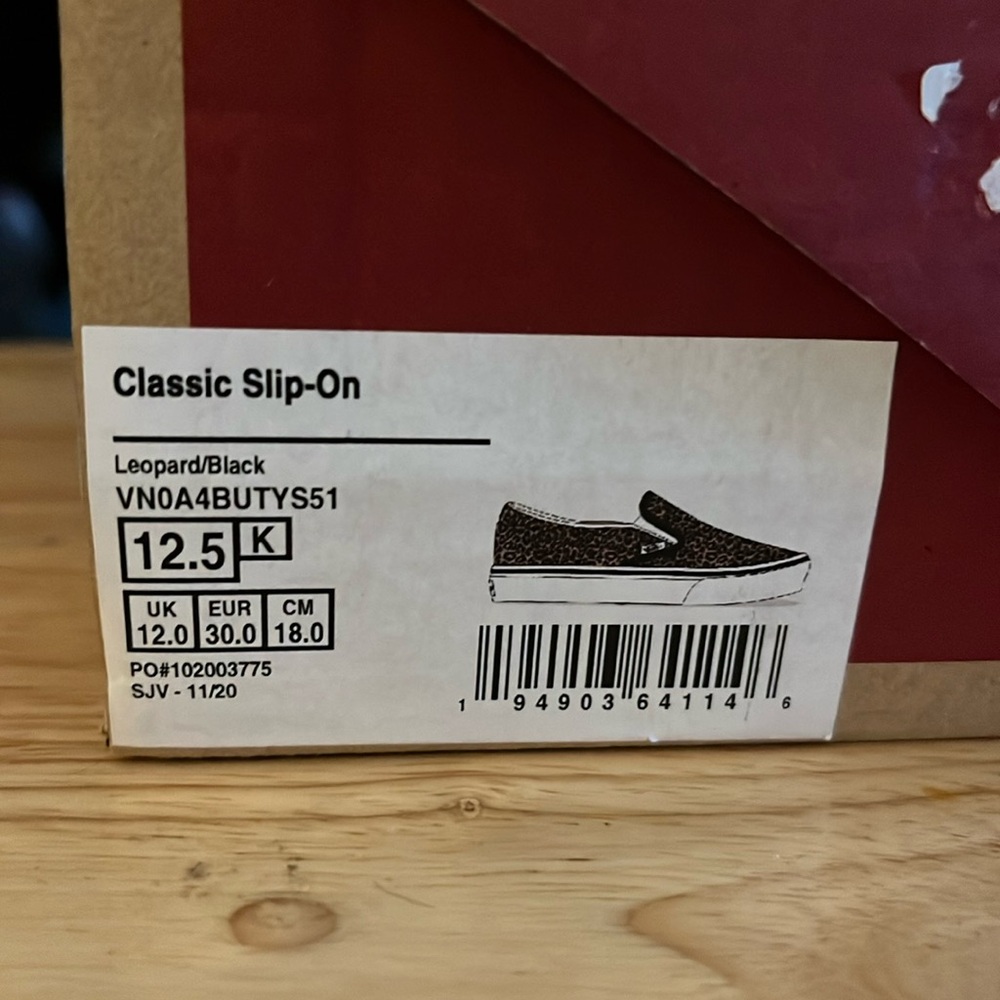 Classic Slip-On
Leopard/Black
VN0A4BUTYS51
12.5 K
UK EUR CM
12.0 30.0 18.0
PO#102003775
SJV - 11/20
1 94903 64114 6